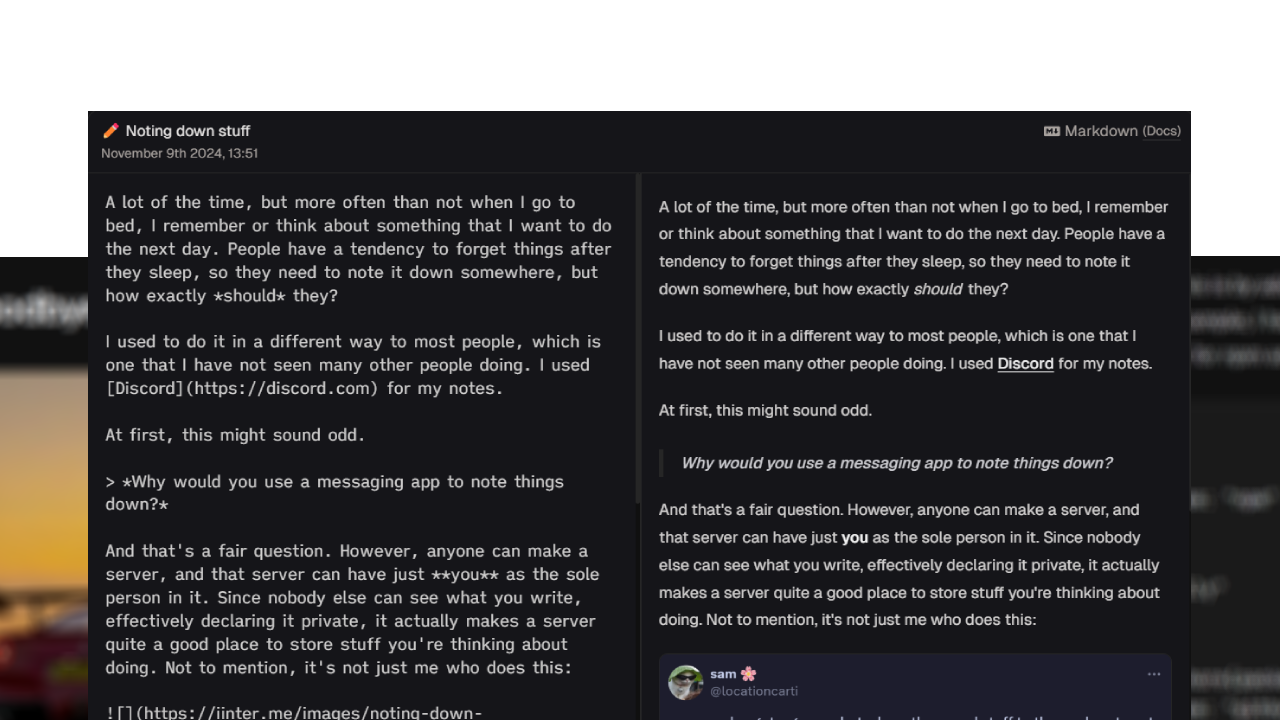 Noting down stuff
November 9th 2024, 13:51
Markdown (Docs)
A lot of the time, but more often than not when I go to
bed, I remember or think about something that I want to do
the next day. People have a tendency to forget things after
they sleep, so they need to note it down somewhere, but
how exactly *should* they?
I used to do it in a different way to most people, which is
one that I have not seen many other people doing. I used
[Discord](https://discord.com) for my notes.
At first, this might sound odd.
> *Why would you use a messaging app to note things
down?*
And that's a fair question. However, anyone can make a
server, and that server can have just **you** as the sole
person in it. Since nobody else can see what you write,
effectively declaring it private, it actually makes a server
quite a good place to store stuff you're thinking about
doing. Not to mention, it's not just me who does this:
![](https://iinter.me/images/noting-down-
A lot of the time, but more often than not when I go to bed, I remember
or think about something that I want to do the next day. People have a
tendency to forget things after they sleep, so they need to note it
down somewhere, but how exactly should they?
I used to do it in a different way to most people, which is one that I
have not seen many other people doing. I used Discord for my notes.
At first, this might sound odd.
Why would you use a messaging app to note things down?
And that's a fair question. However, anyone can make a server, and
that server can have just you as the sole person in it. Since nobody
else can see what you write, effectively declaring it private, it actually
makes a server quite a good place to store stuff you're thinking about
doing. Not to mention, it's not just me who does this:
sam 🌸
@locationcarti